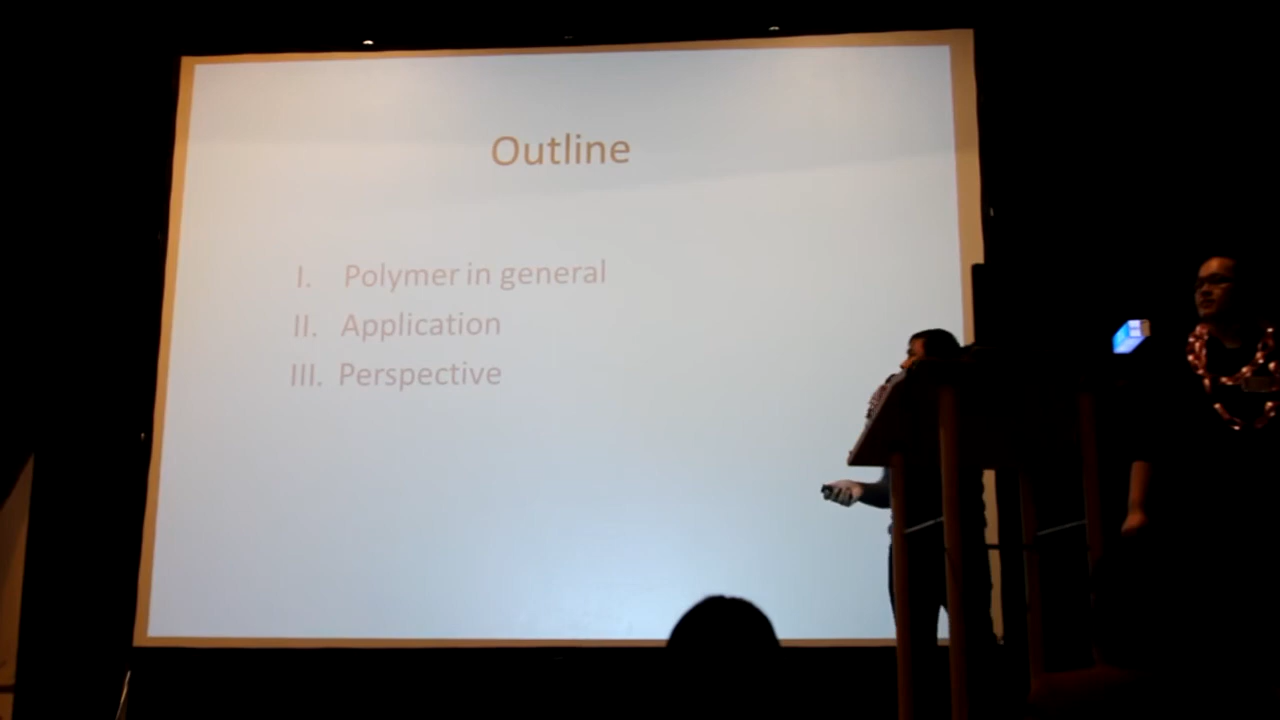 Outline
I. Polymer in general
II. Application
III. Perspective